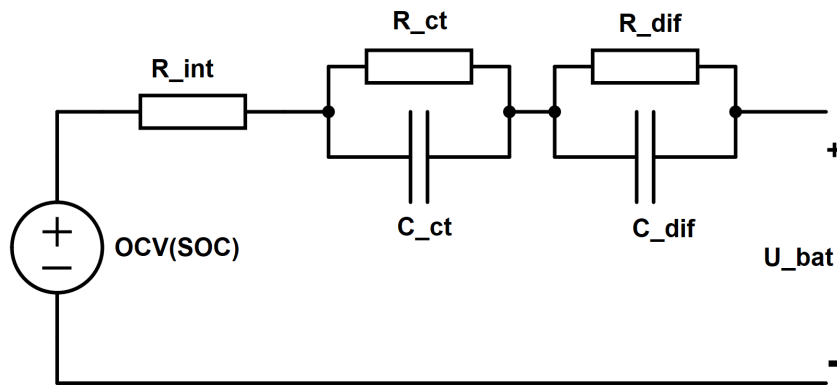 R_ct
R_dif
R_int
+
C_ct
C_dif
OCV(SOC)
U_bat
-